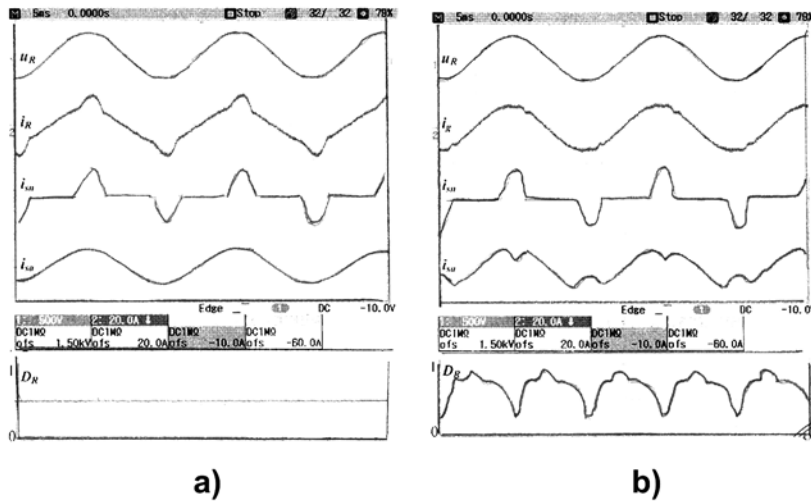 M 5ms 0.0000s Stop 32/ 32 78%
u_R
i_R
i_sa
i_sa
Edge 1 DC -10.0V
1: 500V 2: 20.0A
DC1MΩ DC1MΩ DC1MΩ DC1MΩ
ofs 1.50kV ofs 20.0A ofs -10.0A ofs -60.0A
1 D_R
0
a)
M 5ms 0.0000s Stop 32/ 32 78%
u_R
i_g
i_sa
i_sa
Edge 1 DC -10.0
500V 2: 20.0A
DC1MΩ DC1MΩ DC1MΩ DC1MΩ
ofs 1.50kV ofs 20.0A ofs -10.0A ofs -60.0A
1 D_R
0
b)